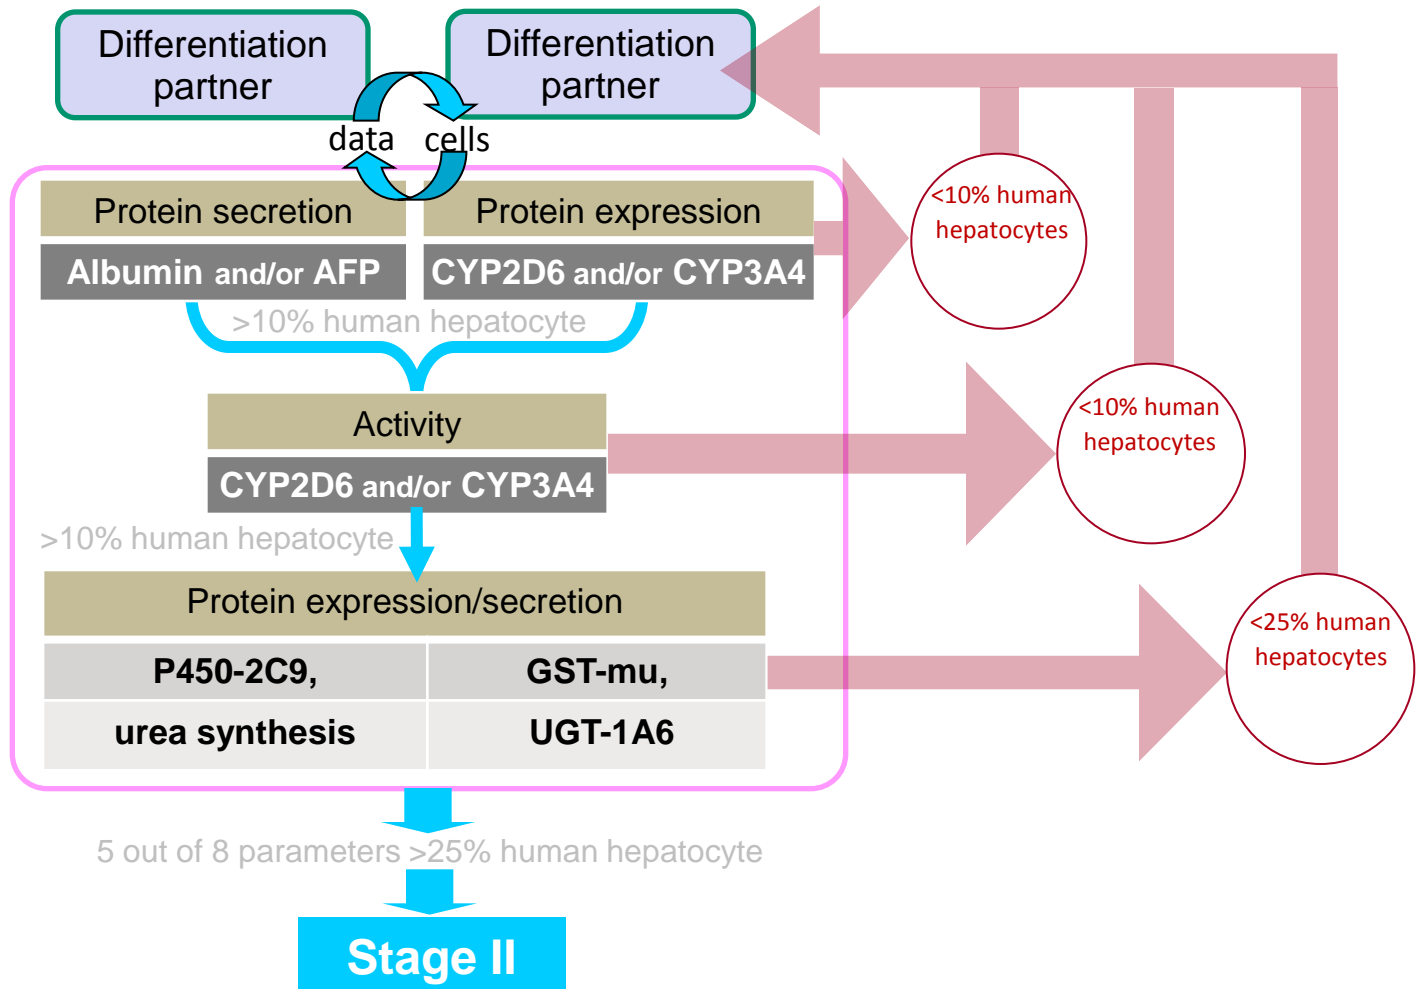 Differentiation
partner
Differentiation
partner
data cells
Protein secretion
Albumin and/or AFP
Protein expression
CYP2D6 and/or CYP3A4
<10% human
hepatocytes
>10% human hepatocyte
Activity
CYP2D6 and/or CYP3A4
<10% human
hepatocytes
>10% human hepatocyte
Protein expression/secretion
P450-2C9,
GST-mu,
urea synthesis
UGT-1A6
<25% human
hepatocytes
5 out of 8 parameters >25% human hepatocyte
Stage II